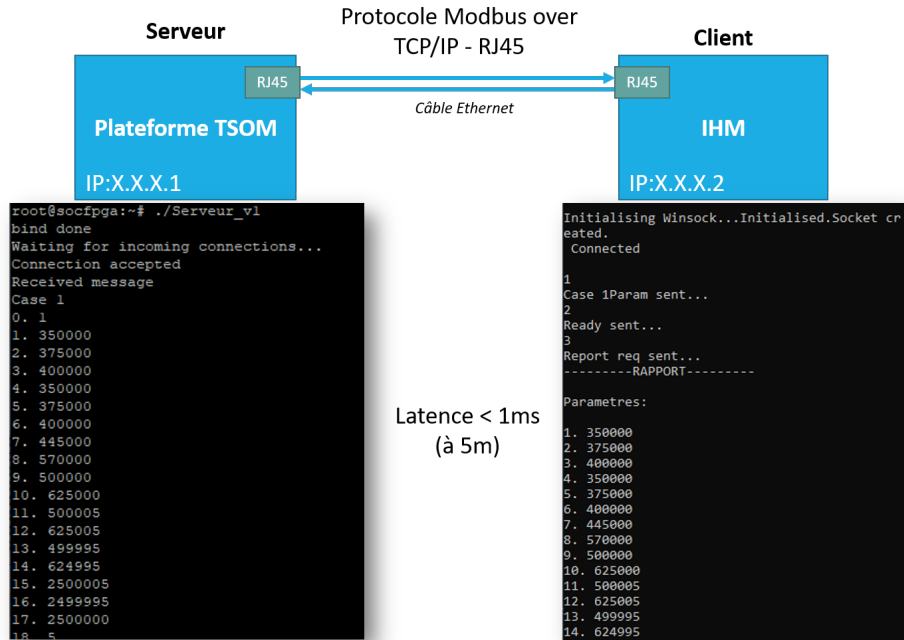 Serveur
Protocole Modbus over
TCP/IP - RJ45
Client
RJ45
RJ45
Câble Ethernet
Plateforme TSOM
IHM
IP:X.X.X.1
IP:X.X.X.2
root@socfpga:~# ./Serveur_v1
bind done
Waiting for incoming connections...
Connection accepted
Received message
Case 1
0. 1
1. 350000
2. 375000
3. 400000
4. 350000
5. 375000
6. 400000
7. 445000
8. 570000
9. 500000
10. 625000
11. 500005
12. 625005
13. 499995
14. 624995
15. 2500005
16. 2499995
17. 2500000
18. 5
Latence < 1ms
(à 5m)
Initialising Winsock...Initialised.Socket cr
eated.
Connected
1
Case 1Param sent...
2
Ready sent...
3
Report req sent...
---------RAPPORT---------
Parametres:
1. 350000
2. 375000
3. 400000
4. 350000
5. 375000
6. 400000
7. 445000
8. 570000
9. 500000
10. 625000
11. 500005
12. 625005
13. 499995
14. 624995